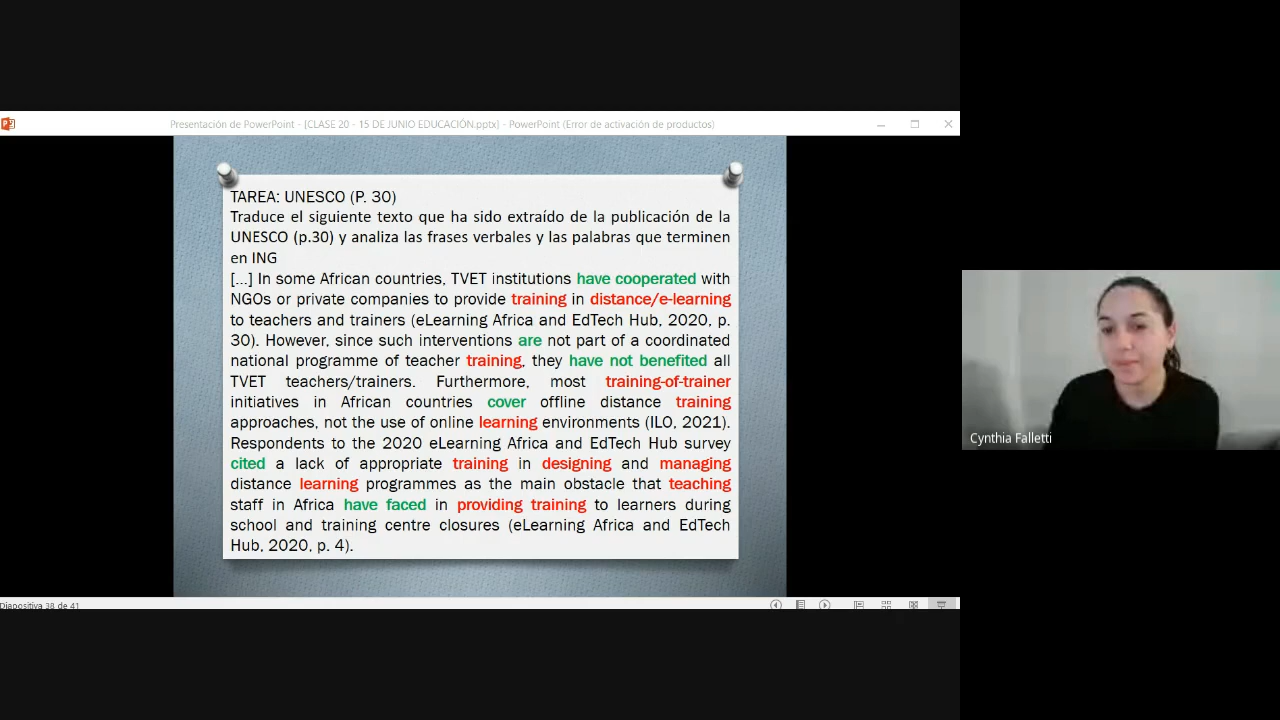 Presentación de PowerPoint - [CLASE 20 - 15 DE JUNIO EDUCACIÓN.pptx] - PowerPoint (Error de activación de productos)
TAREA: UNESCO (P. 30)
Traduce el siguiente texto que ha sido extraído de la publicación de la
UNESCO (p.30) y analiza las frases verbales y las palabras que terminen
en ING
[...] In some African countries, TVET institutions have cooperated with
NGOs or private companies to provide training in distance/e-learning
to teachers and trainers (eLearning Africa and EdTech Hub, 2020, p.
30). However, since such interventions are not part of a coordinated
national programme of teacher training, they have not benefited all
TVET teachers/trainers. Furthermore, most training-of-trainer
initiatives in African countries cover offline distance training
approaches, not the use of online learning environments (ILO, 2021).
Respondents to the 2020 eLearning Africa and EdTech Hub survey
cited a lack of appropriate training in designing and managing
distance learning programmes as the main obstacle that teaching
staff in Africa have faced in providing training to learners during
school and training centre closures (eLearning Africa and EdTech
Hub, 2020, p. 4).
Cynthia Falletti
Diapositiva 38 de 41